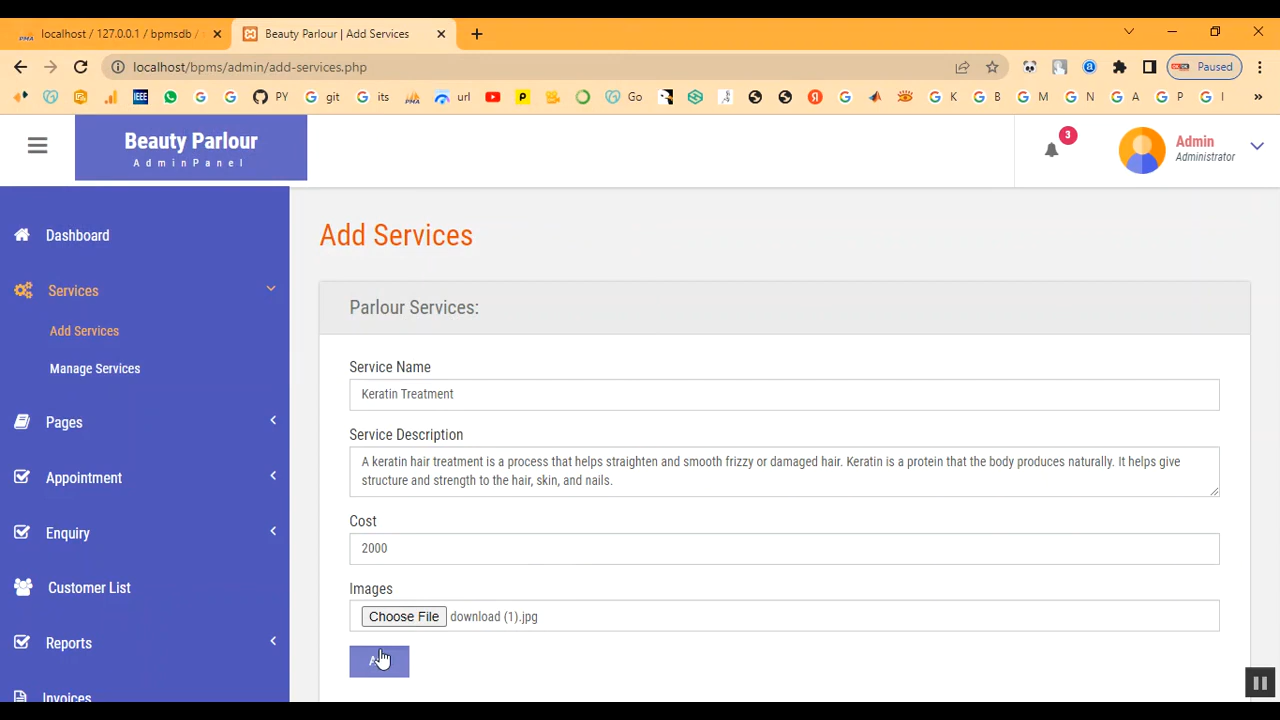 localhost / 127.0.0.1 / bpmsdb /
Beauty Parlour | Add Services
localhost/bpms/admin/add-services.php
Paused
IEEE
PY
git
its
url
Go
K
B
M
N
A
P
I
Beauty Parlour
AdminPanel
3
Admin
Administrator
Dashboard
Services
Add Services
Manage Services
Pages
Appointment
Enquiry
Customer List
Reports
Invoices
Add Services
Parlour Services:
Service Name
Keratin Treatment
Service Description
A keratin hair treatment is a process that helps straighten and smooth frizzy or damaged hair. Keratin is a protein that the body produces naturally. It helps give
structure and strength to the hair, skin, and nails.
Cost
2000
Images
Choose File download (1).jpg